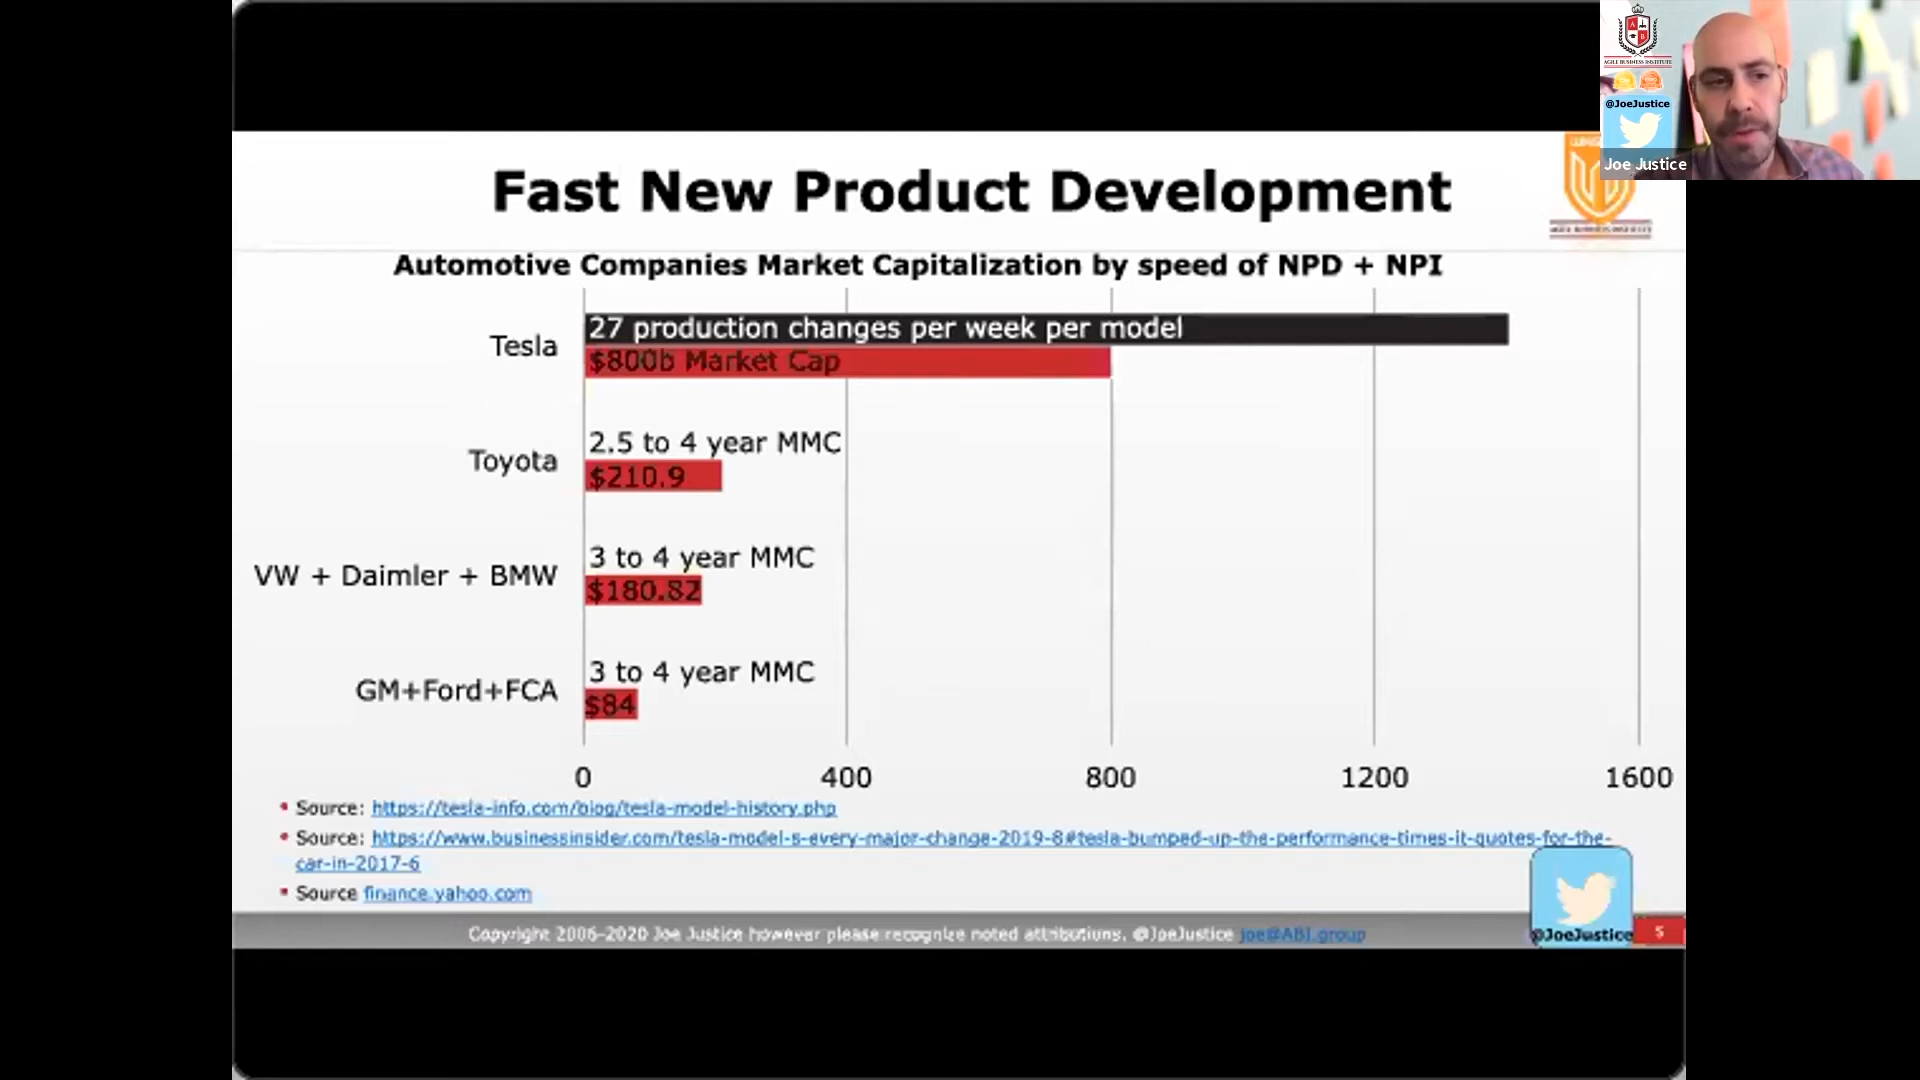 AGILE BUSINESS INSTITUTE
@JoeJustice
Joe Justice
Fast New Product Development
AGILE BUSINESS INSTITUTE
Automotive Companies Market Capitalization by speed of NPD + NPI
Tesla
27 production changes per week per model
$800b Market Cap
Toyota
2.5 to 4 year MMC
$210.9
VW + Daimler + BMW
3 to 4 year MMC
$180.82
GM+Ford+FCA
3 to 4 year MMC
$84
0 400 800 1200 1600
• Source: https://tesla-info.com/blog/tesla-model-history.php
• Source: https://www.businessinsider.com/tesla-model-s-every-major-change-2019-8#tesla-bumped-up-the-performance-times-it-quotes-for-the-
car-in-2017-6
• Source finance.yahoo.com
Copyright 2006-2020 Joe Justice however please recognize noted attributions. @JoeJustice joe@ABI.group
@JoeJustice
5